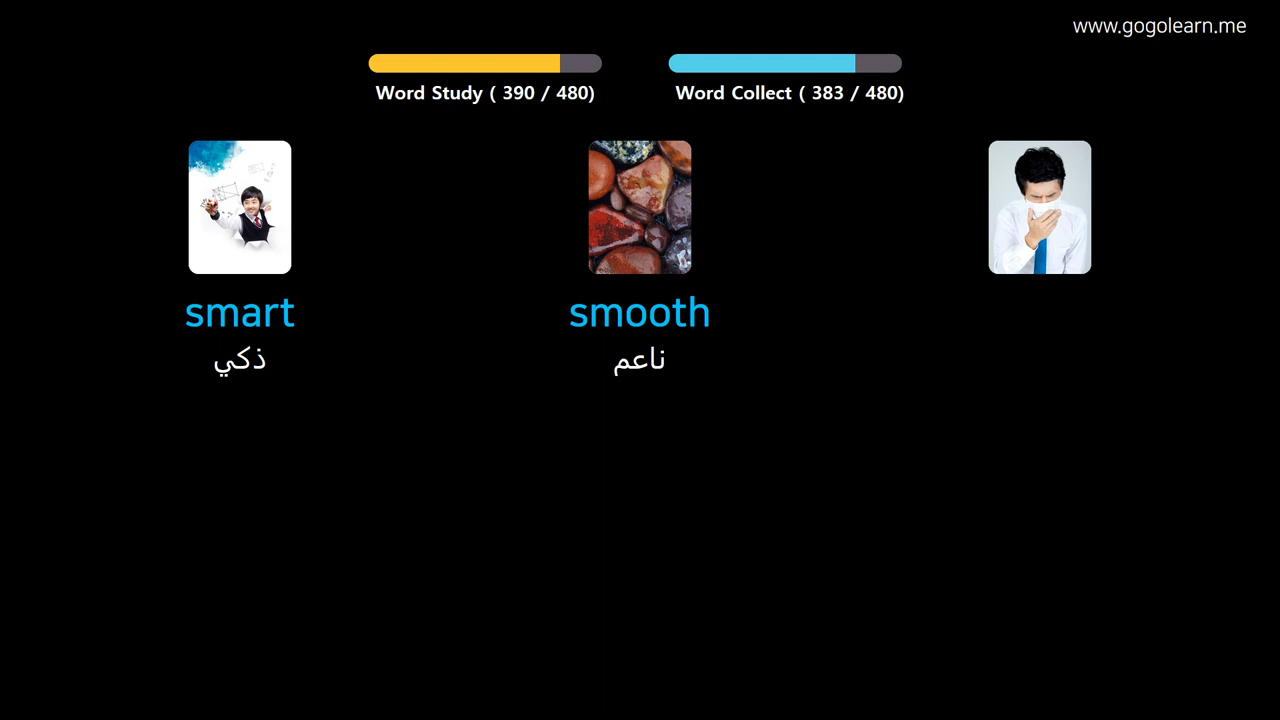 www.gogolearn.me
Word Study ( 390 / 480)
Word Collect ( 383 / 480)
smart
ذكي
smooth
ناعم